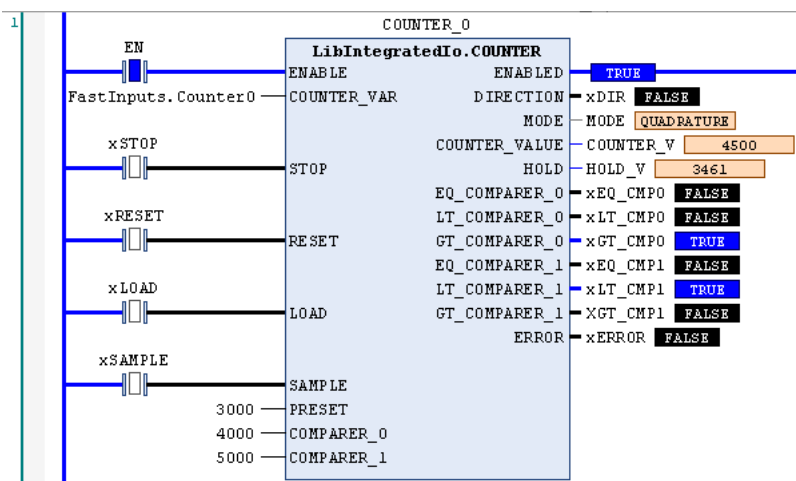 1
COUNTER_0
EN
LibIntegratedIo.COUNTER
ENABLE ENABLED TRUE
FastInputs.Counter0 COUNTER_VAR DIRECTION xDIR FALSE
MODE MODE QUADRATURE
xSTOP COUNTER_VALUE COUNTER_V 4500
STOP HOLD HOLD_V 3461
EQ_COMPARER_0 xEQ_CMP0 FALSE
xRESET LT_COMPARER_0 xLT_CMP0 FALSE
RESET GT_COMPARER_0 xGT_CMP0 TRUE
EQ_COMPARER_1 xEQ_CMP1 FALSE
xLOAD LT_COMPARER_1 xLT_CMP1 TRUE
LOAD GT_COMPARER_1 XGT_CMP1 FALSE
ERROR xERROR FALSE
xSAMPLE
SAMPLE
3000 PRESET
4000 COMPARER_0
5000 COMPARER_1